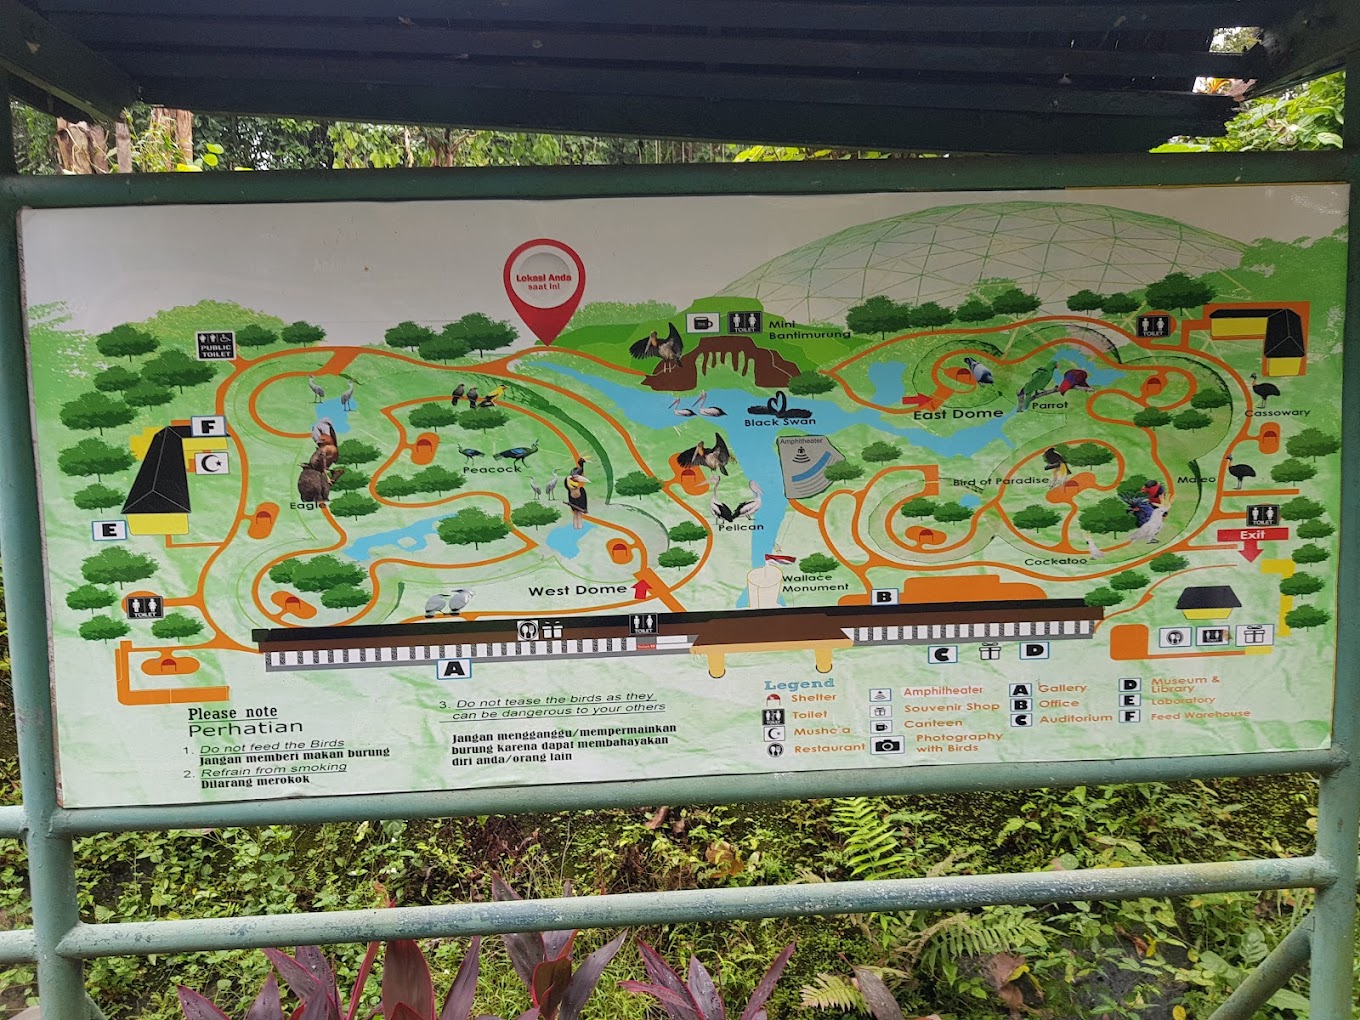 Lokasi Anda
saat ini
TOILET
Mini
Bantimurung
TOILET
PUBLIC
TOILET
East Dome
Parrot
Cassowary
Black Swan
F
Amphitheater
Peacock
Bird of Paradise
Maleo
Eagle
Pelican
TOILET
E
Exit
Cockatoo
West Dome
Wallace
Monument
B
TOILET
TOILET
A
C
D
Legend
Shelter
Toilet
Restaurant
Amphitheater
Souvenir Shop
Canteen
Photography
with Birds
A Gallery
B Office
C Auditorium
D Museum &
Library
E Laboratory
F Feed Warehouse
Please note
Perhatian
1. Do not feed the Birds
Jangan memberi makan burung
2. Refrain from smoking
Dilarang merokok
3. Do not tease the birds as they
can be dangerous to your others
Jangan mengganggu/mempermainkan
burung karena dapat membahayakan
diri anda/orang lain